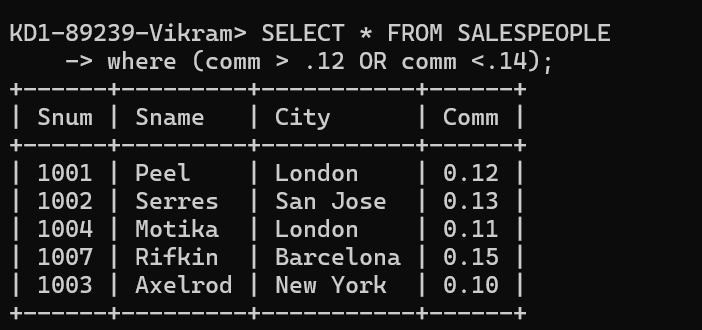 KD1-89239-Vikram> SELECT * FROM SALESPEOPLE
    -> where (comm > .12 OR comm <.14);
+------+---------+-----------+------+
| Snum | Sname   | City      | Comm |
+------+---------+-----------+------+
| 1001 | Peel    | London    | 0.12 |
| 1002 | Serres  | San Jose  | 0.13 |
| 1004 | Motika  | London    | 0.11 |
| 1007 | Rifkin  | Barcelona | 0.15 |
| 1003 | Axelrod | New York  | 0.10 |
+------+---------+-----------+------+